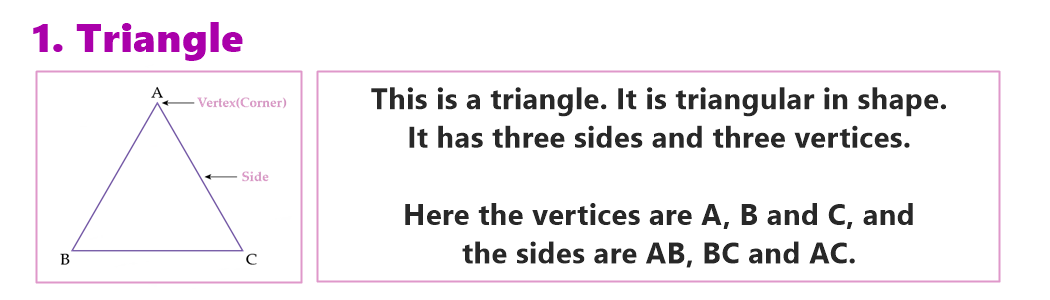 1. Triangle
A
Vertex(Corner)
Side
B
C
This is a triangle. It is triangular in shape.
It has three sides and three vertices.
Here the vertices are A, B and C, and
the sides are AB, BC and AC.